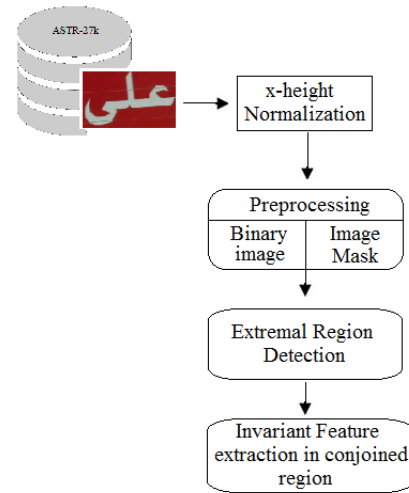 ASTR-27k
علی
x-height
Normalization
Preprocessing
Binary
image
Image
Mask
Extremal Region
Detection
Invariant Feature
extraction in conjoined
region